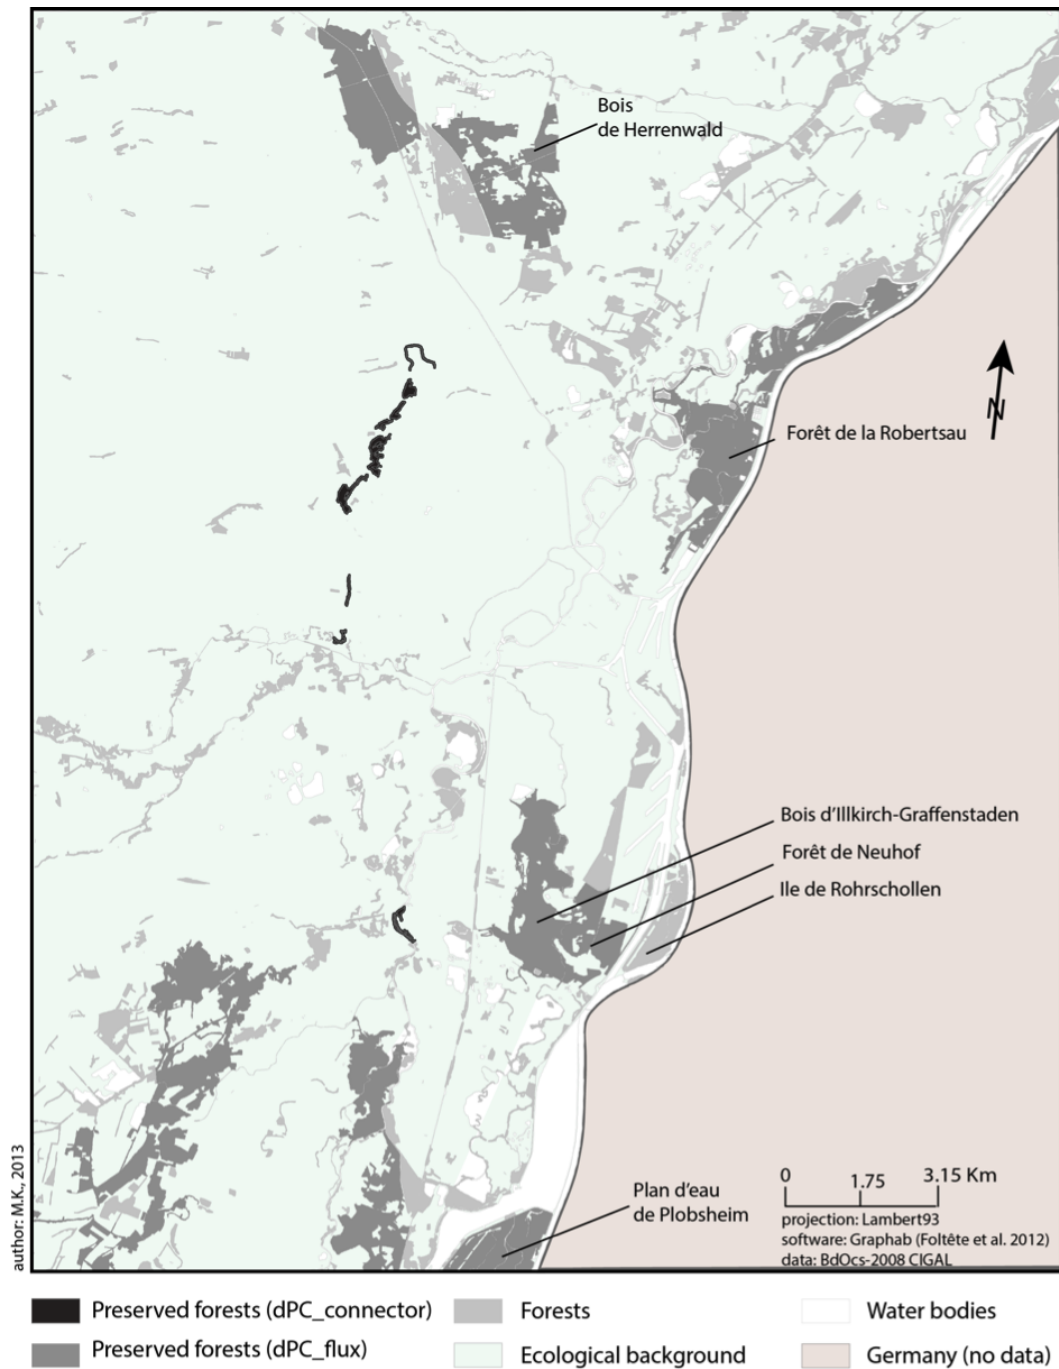 Bois
de Herrenwald
N
Forêt de la Robertsau
Bois d'Illkirch-Graffenstaden
Forêt de Neuhof
Ile de Rohrschollen
Plan d'eau
de Plobsheim
0 1.75 3.15 Km
projection: Lambert93
software: Graphab (Foltête et al. 2012)
data: BdOcs-2008 CIGAL
author: M.K., 2013
Preserved forests (dPC_connector)
Forests
Water bodies
Preserved forests (dPC_flux)
Ecological background
Germany (no data)